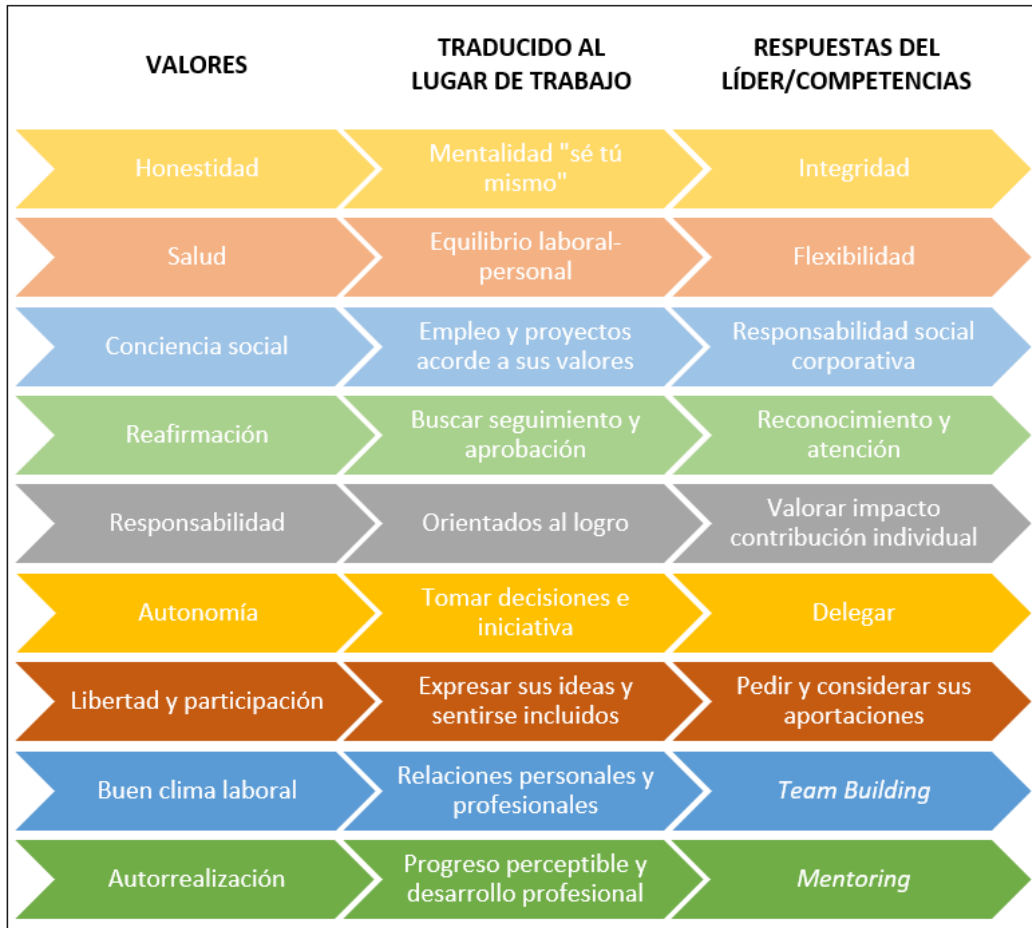 VALORES
TRADUCIDO AL
LUGAR DE TRABAJO
RESPUESTAS DEL
LÍDER/COMPETENCIAS
Honestidad
Mentalidad "sé tú
mismo"
Integridad
Salud
Equilibrio laboral-
personal
Flexibilidad
Conciencia social
Empleo y proyectos
acorde a sus valores
Responsabilidad social
corporativa
Reafirmación
Buscar seguimiento y
aprobación
Reconocimiento y
atención
Responsabilidad
Orientados al logro
Valorar impacto
contribución individual
Autonomía
Tomar decisiones e
iniciativa
Delegar
Libertad y participación
Expresar sus ideas y
sentirse incluidos
Pedir y considerar sus
aportaciones
Buen clima laboral
Relaciones personales y
profesionales
Team Building
Autorrealización
Progreso perceptible y
desarrollo profesional
Mentoring